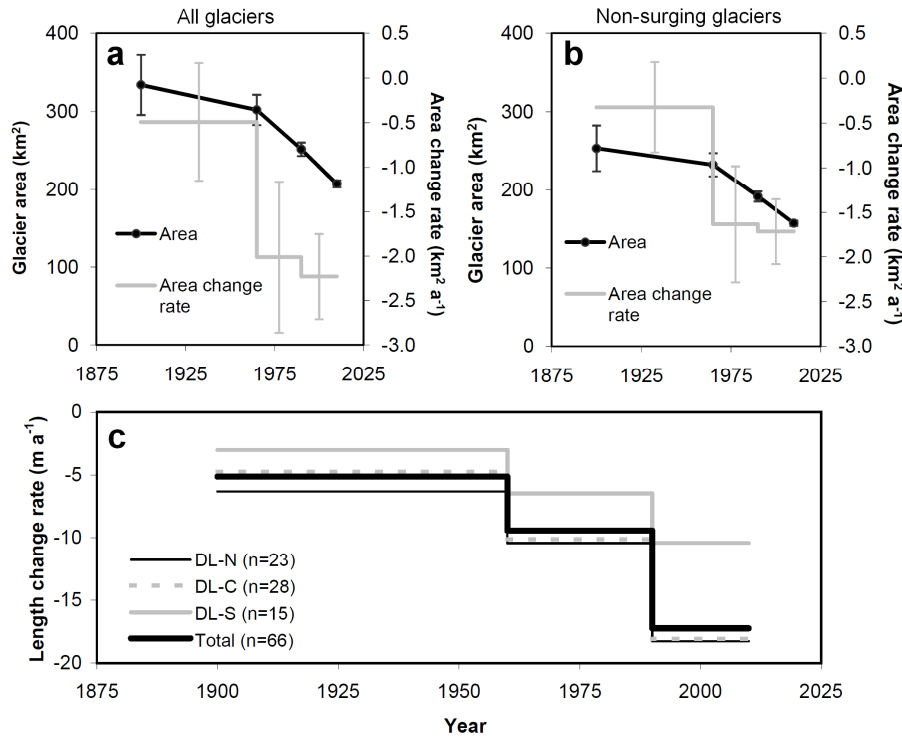 All glaciers
Non-surging glaciers
a
400
300
200
100
0
Glacier area (km²)
0.5
0.0
-0.5
-1.0
-1.5
-2.0
-2.5
-3.0
Area change rate (km² a⁻¹)
Area
Area change
rate
1875
1925
1975
2025
b
400
300
200
100
0
Glacier area (km²)
0.5
0.0
-0.5
-1.0
-1.5
-2.0
-2.5
-3.0
Area change rate (km² a⁻¹)
Area
Area change
rate
1875
1925
1975
2025
c
0
-5
-10
-15
-20
Length change rate (m a⁻¹)
DL-N (n=23)
DL-C (n=28)
DL-S (n=15)
Total (n=66)
1875
1900
1925
1950
1975
2000
2025
Year